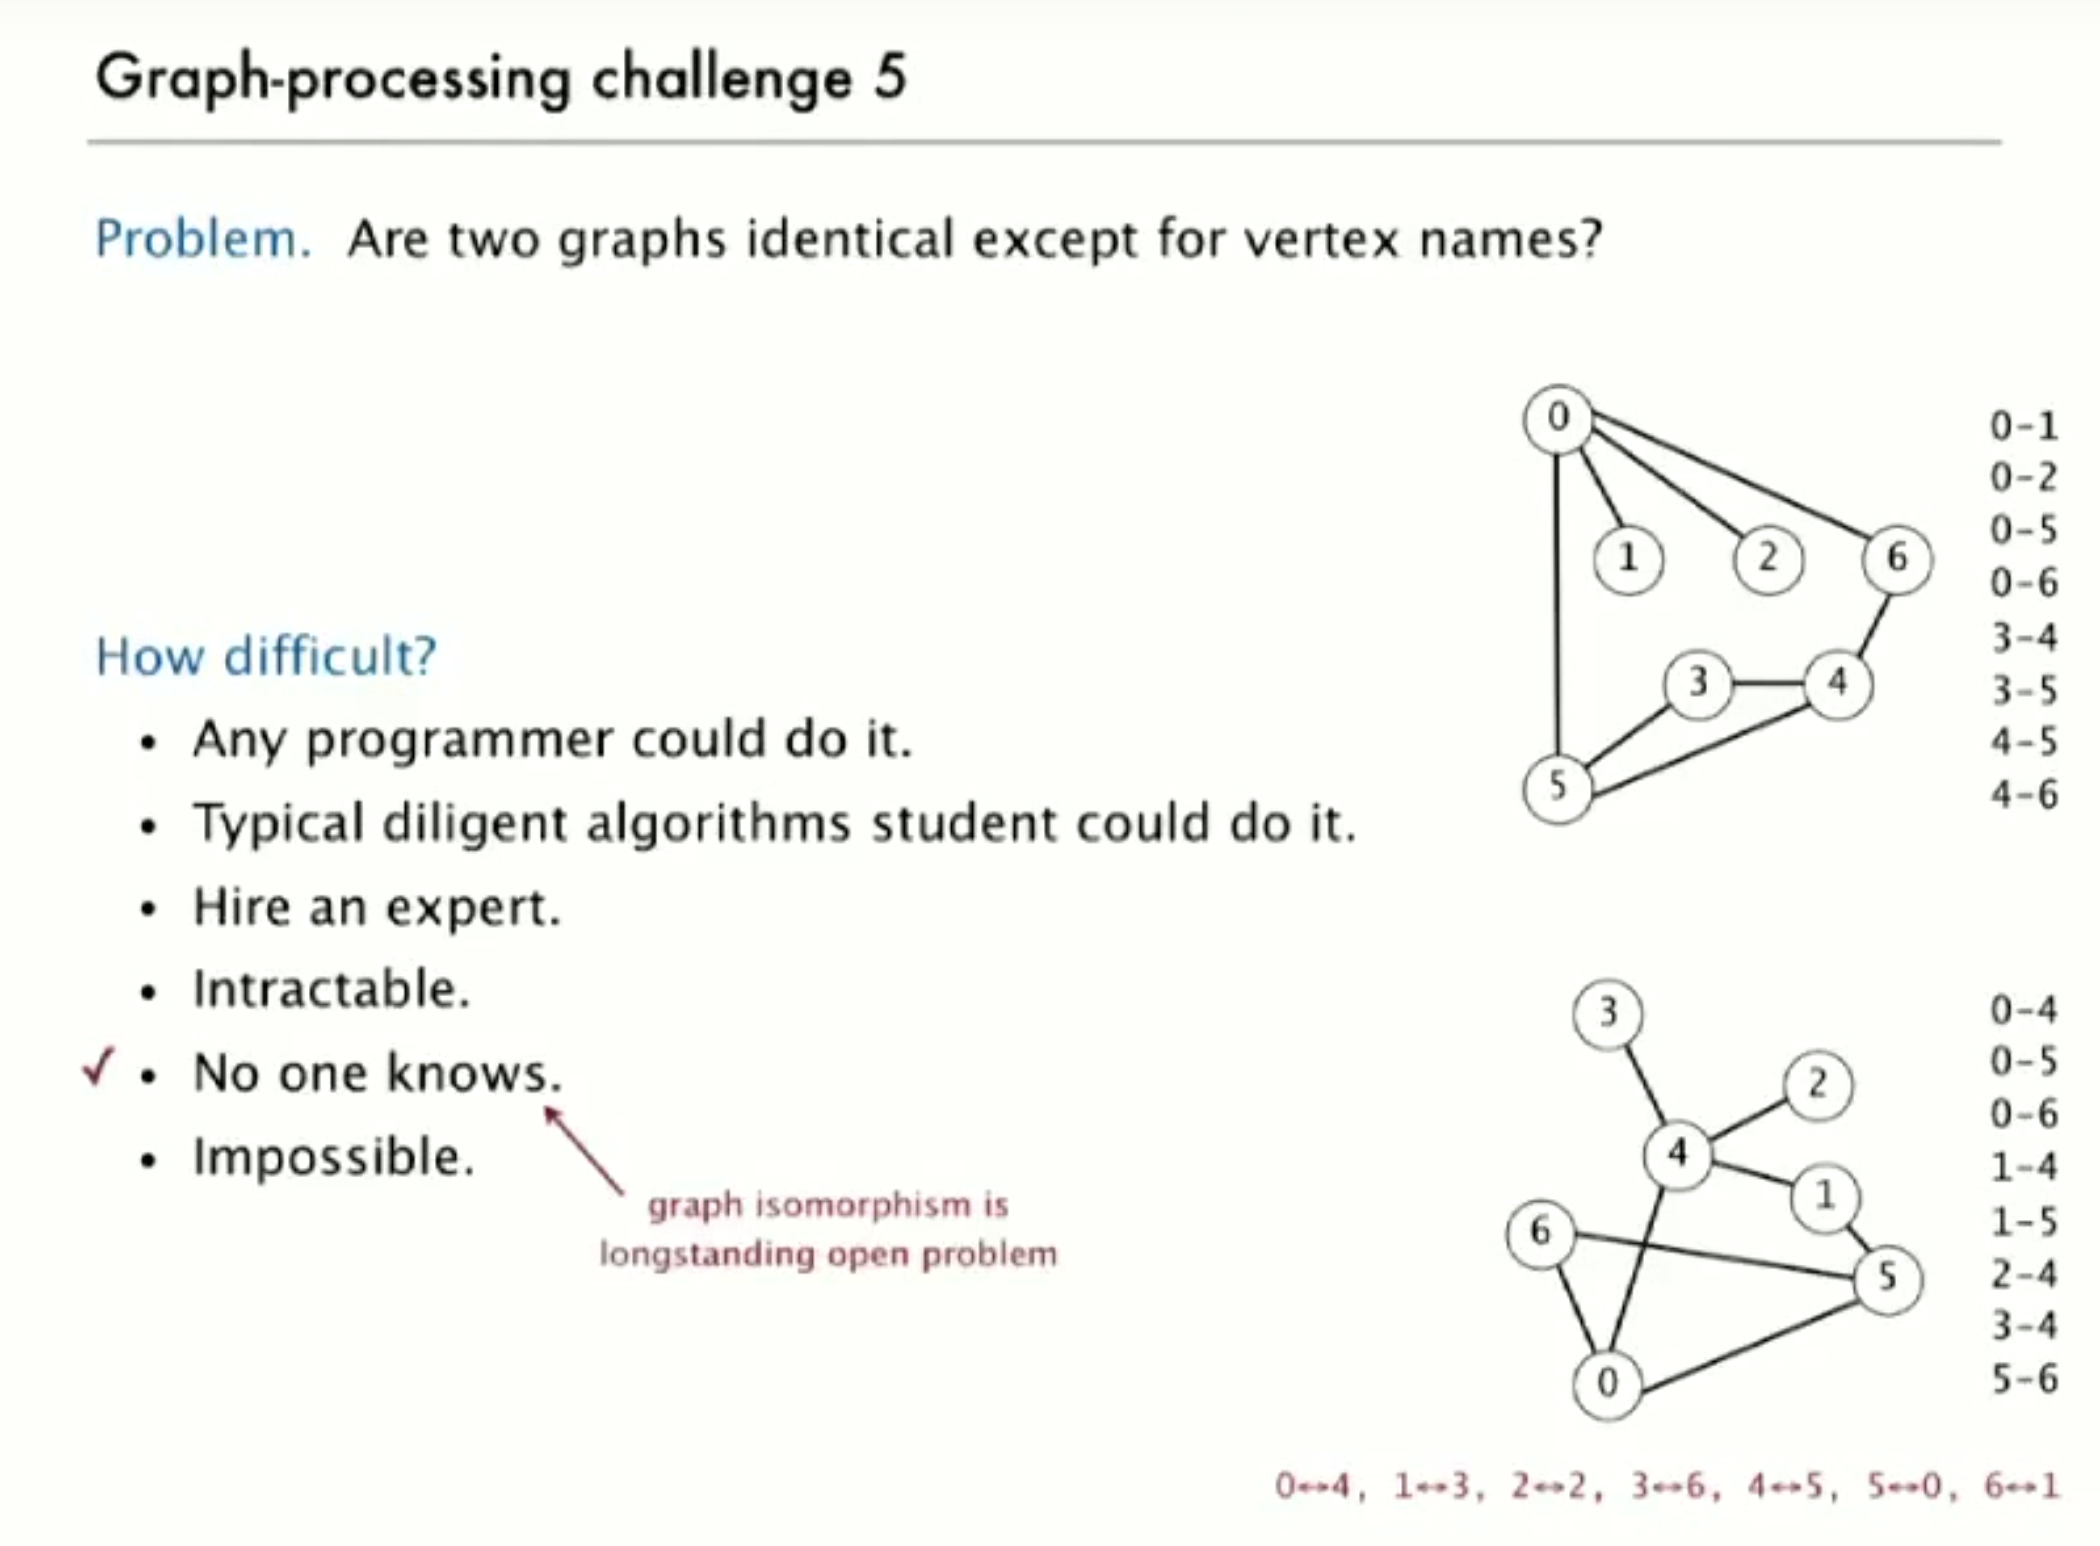 Graph-processing challenge 5
Problem. Are two graphs identical except for vertex names?
How difficult?
• Any programmer could do it.
• Typical diligent algorithms student could do it.
• Hire an expert.
• Intractable.
✓ • No one knows.
• Impossible.
graph isomorphism is
longstanding open problem
0
1
2
6
3
4
5
0-1
0-2
0-5
0-6
3-4
3-5
4-5
4-6
3
2
4
1
6
5
0
0-4
0-5
0-6
1-4
1-5
2-4
3-4
5-6
0↔4, 1↔3, 2↔2, 3↔6, 4↔5, 5↔0, 6↔1